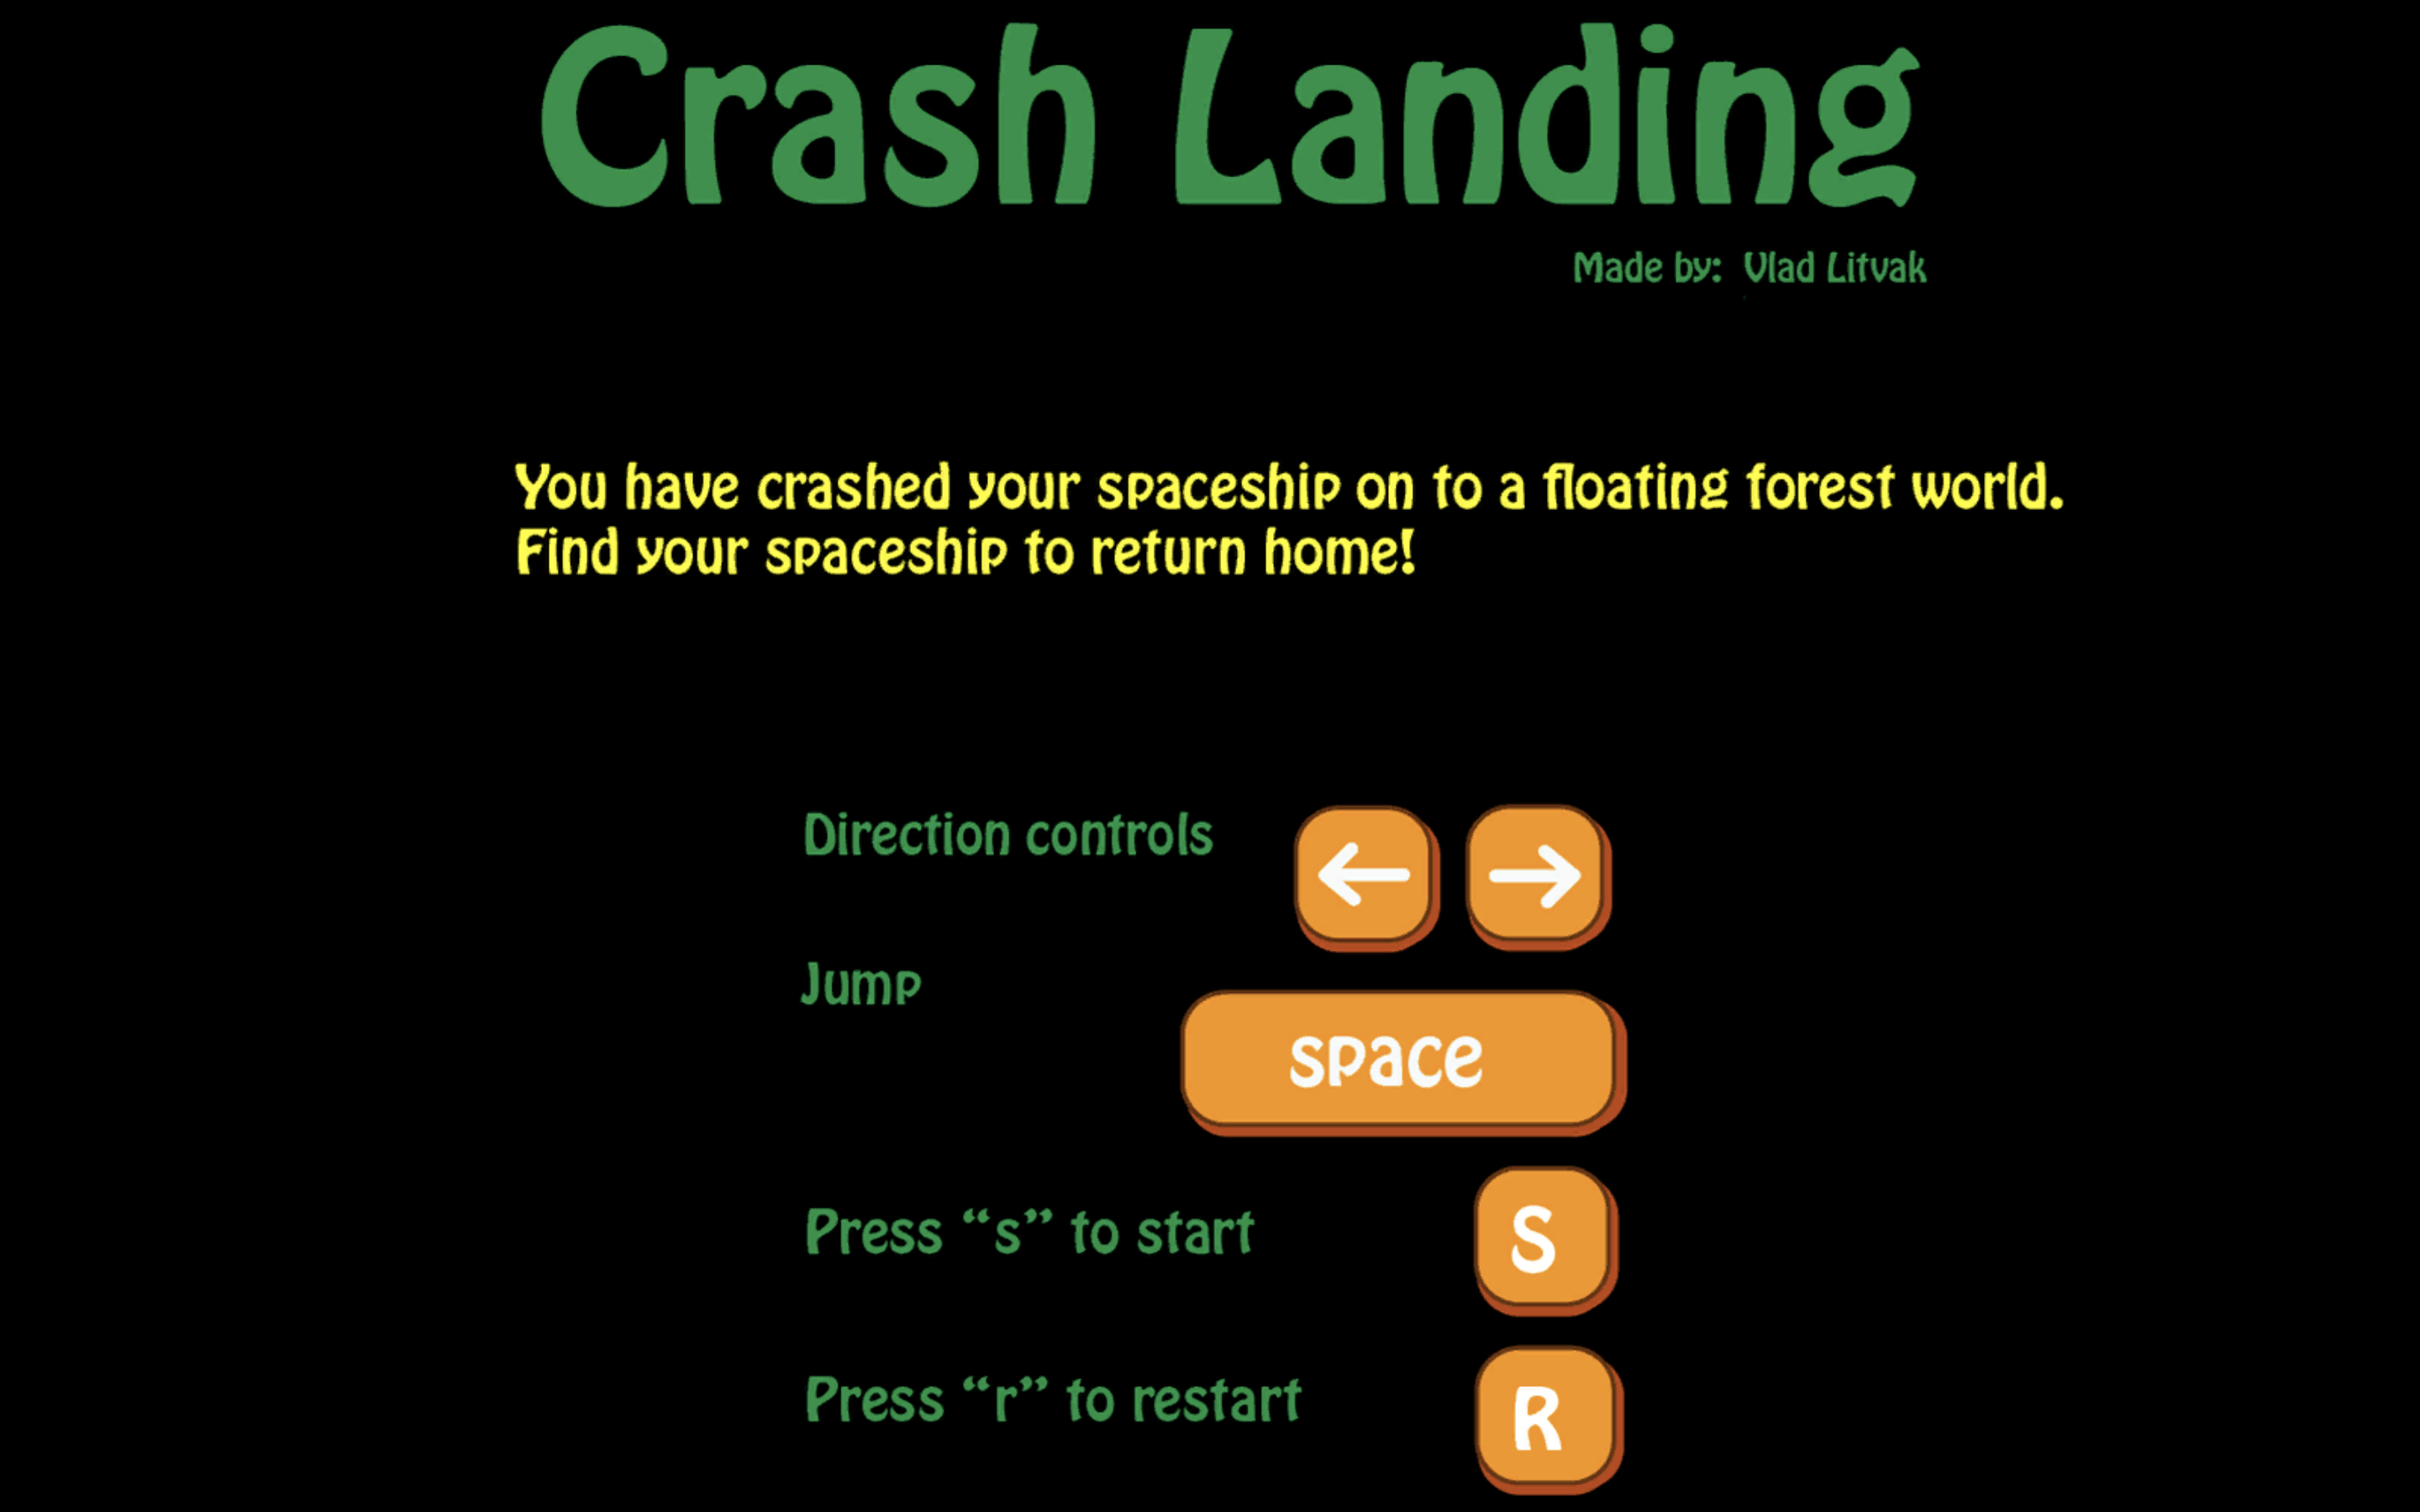 Crash Landing
Made by: Vlad Litvak
You have crashed your spaceship on to a floating forest world.
Find your spaceship to return home!
Direction controls ← →
Jump
space
Press “s” to start S
Press “r” to restart R